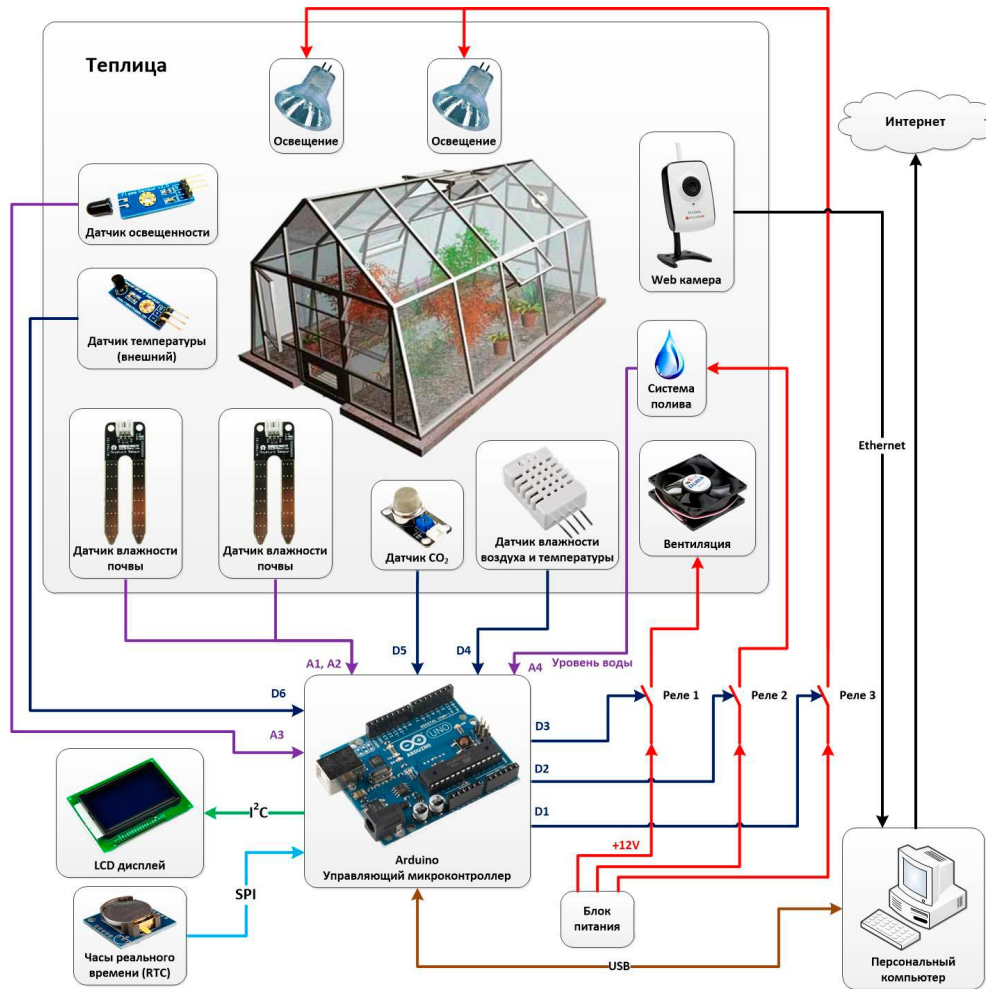 Теплица
Освещение
Освещение
Интернет
Датчик освещенности
Web камера
Датчик температуры
(внешний)
Система
полива
Ethernet
Датчик влажности
почвы
Датчик влажности
почвы
Датчик CO₂
Датчик влажности
воздуха и температуры
Вентиляция
A1, A2
D5
D4
A4
Уровень воды
D6
A3
D3
Реле 1
Реле 2
Реле 3
D2
D1
UNO
ARDUINO
I²C
LCD дисплей
Arduino
Управляющий микроконтроллер
+12V
SPI
Блок
питания
Часы реального
времени (RTC)
USB
Персональный
компьютер